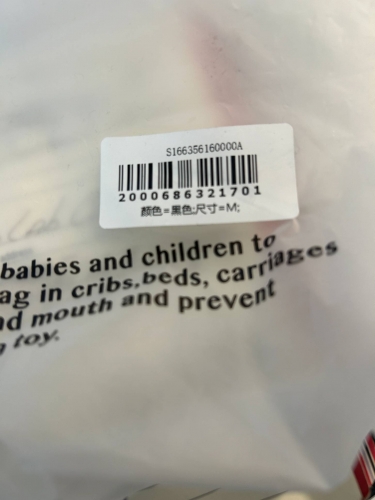 S166356160000A
2000686321701
颜色=黑色;尺寸=M;
babies and children to
ag in cribs,beds, carriages
nd mouth and prevent
toy.